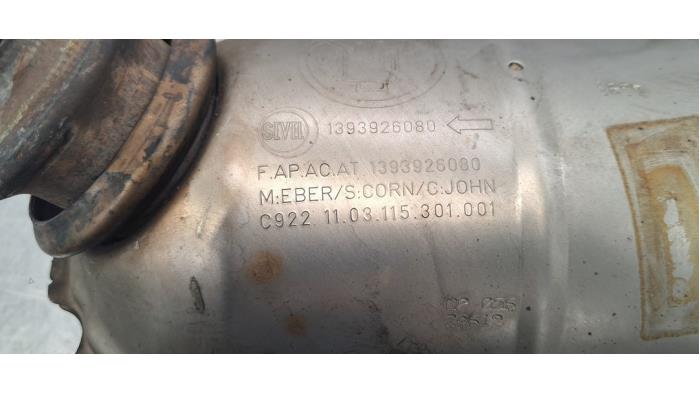 SEVEL 1393926080
F.AP.AC.AT 1393926080
M:EBER/S:CORN/C:JOHN
C922 11.03.115.301.001